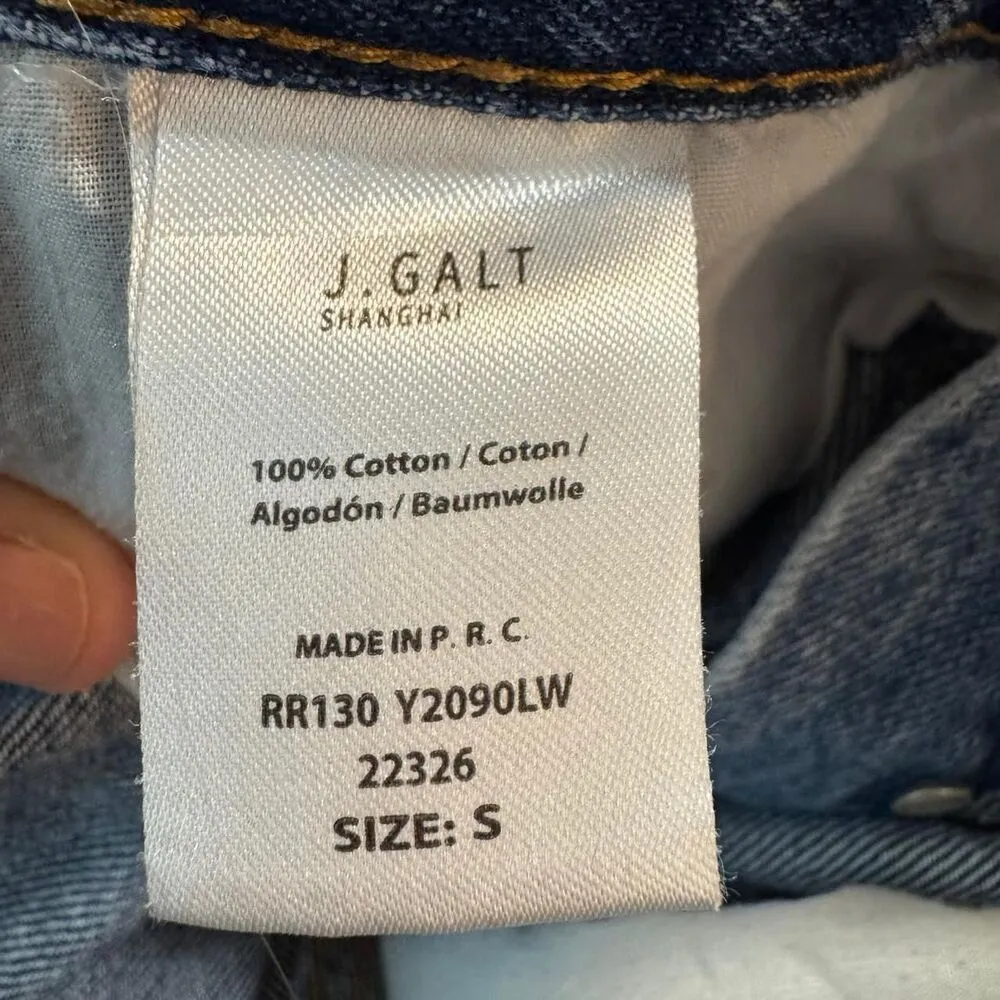 J.GALT
SHANGHAI
100% Cotton / Coton /
Algodón / Baumwolle
MADE IN P. R. C.
RR130 Y2090LW
22326
SIZE: S